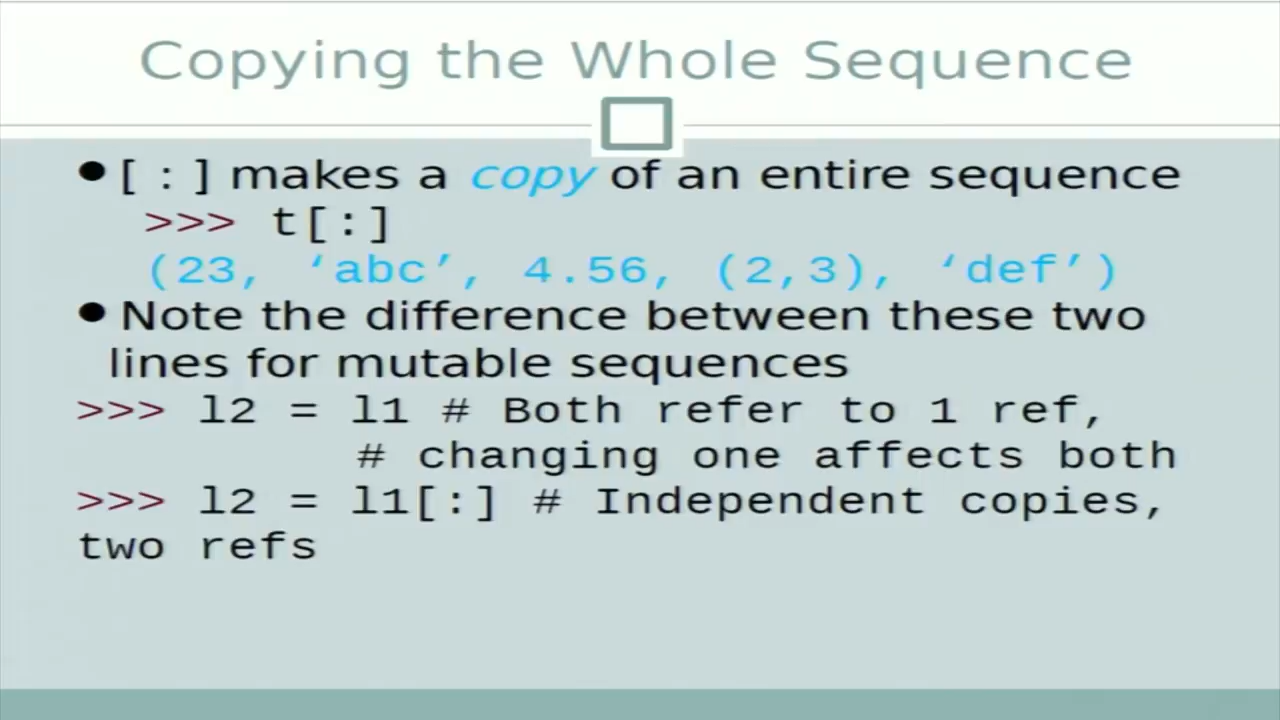 Copying the Whole Sequence
●[ : ] makes a copy of an entire sequence
>>> t[:]
(23, ‘abc’, 4.56, (2,3), ‘def’)
●Note the difference between these two
lines for mutable sequences
>>> l2 = l1 # Both refer to 1 ref,
# changing one affects both
>>> l2 = l1[:] # Independent copies,
two refs